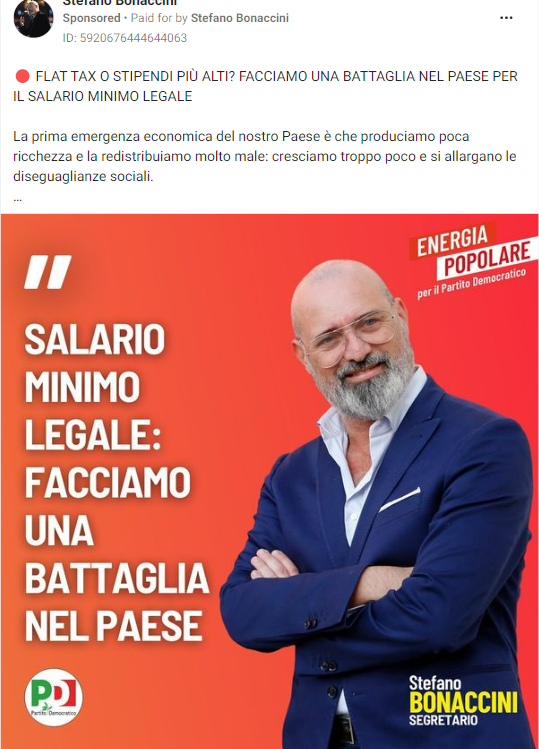 Stefano Bonaccini
Sponsored • Paid for by Stefano Bonaccini
ID: 5920676444644063
🔴 FLAT TAX O STIPENDI PIÙ ALTI? FACCIAMO UNA BATTAGLIA NEL PAESE PER
IL SALARIO MINIMO LEGALE
La prima emergenza economica del nostro Paese è che produciamo poca
ricchezza e la redistribuiamo molto male: cresciamo troppo poco e si allargano le
diseguaglianze sociali.
...
ENERGIA
POPOLARE
per il Partito Democratico
"
SALARIO
MINIMO
LEGALE:
FACCIAMO
UNA
BATTAGLIA
NEL PAESE
PD
Partito Democratico
Stefano
BONACCINI
SEGRETARIO